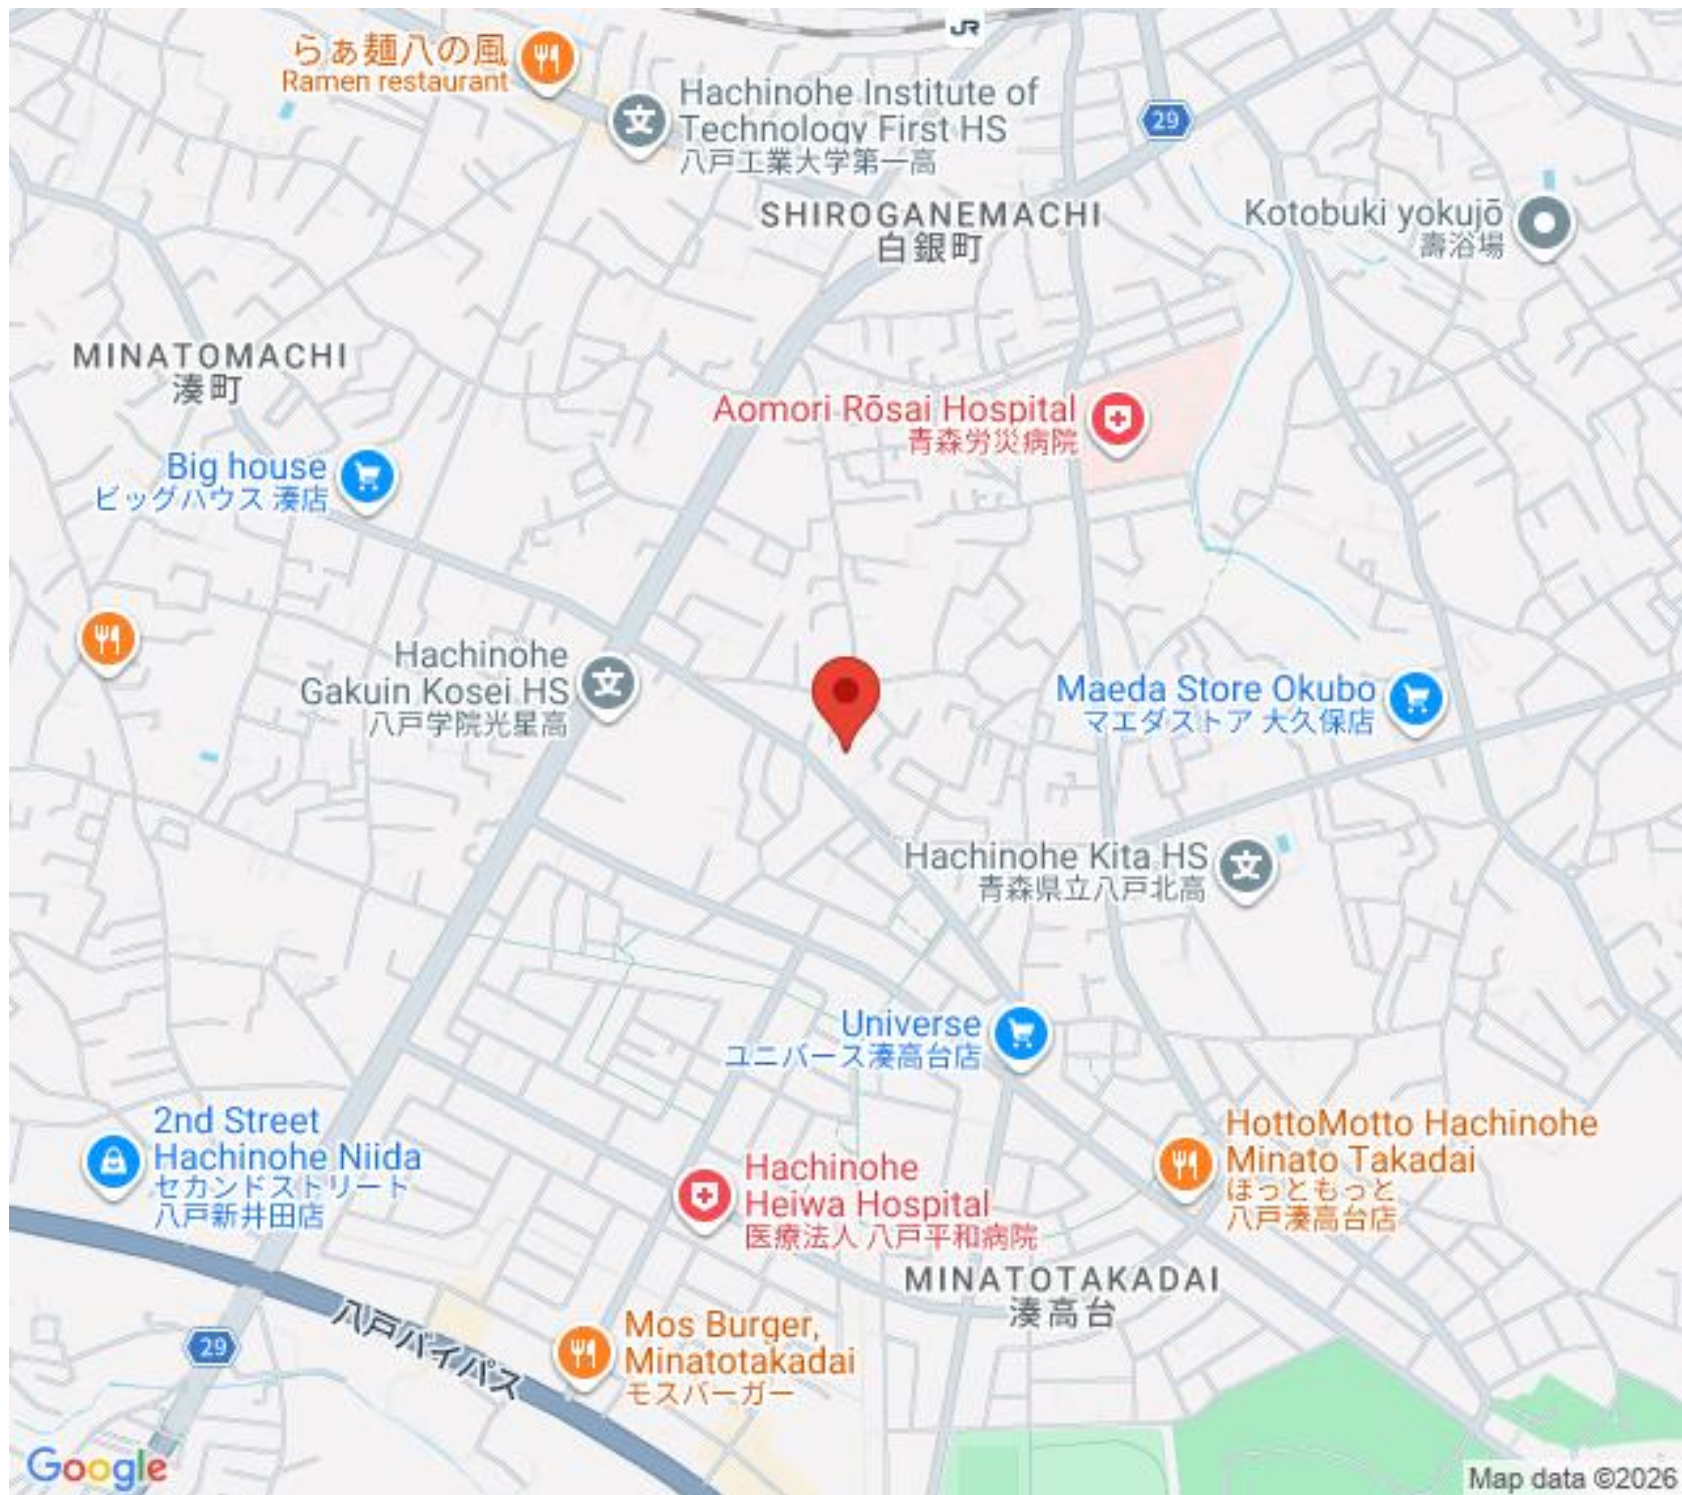 JR
らぁ麺八の風
Ramen restaurant
Hachinohe Institute of
Technology First HS
八戸工業大学第一高
29
SHIROGANEMACHI
白銀町
Kotobuki yokujō
壽浴場
MINATOMACHI
湊町
Aomori Rōsai Hospital
青森労災病院
Big house
ビッグハウス 湊店
Hachinohe
Gakuin Kosei HS
八戸学院光星高
Maeda Store Okubo
マエダストア 大久保店
Hachinohe Kita HS
青森県立八戸北高
Universe
ユニバース湊高台店
2nd Street
Hachinohe Niida
セカンドストリート
八戸新井田店
HottoMotto Hachinohe
Minato Takadai
ほっともっと
八戸湊高台店
Hachinohe
Heiwa Hospital
医療法人 八戸平和病院
MINATOTAKADAI
湊高台
八戸バイパス
29
Mos Burger,
Minatotakadai
モスバーガー
Google
Map data ©2026